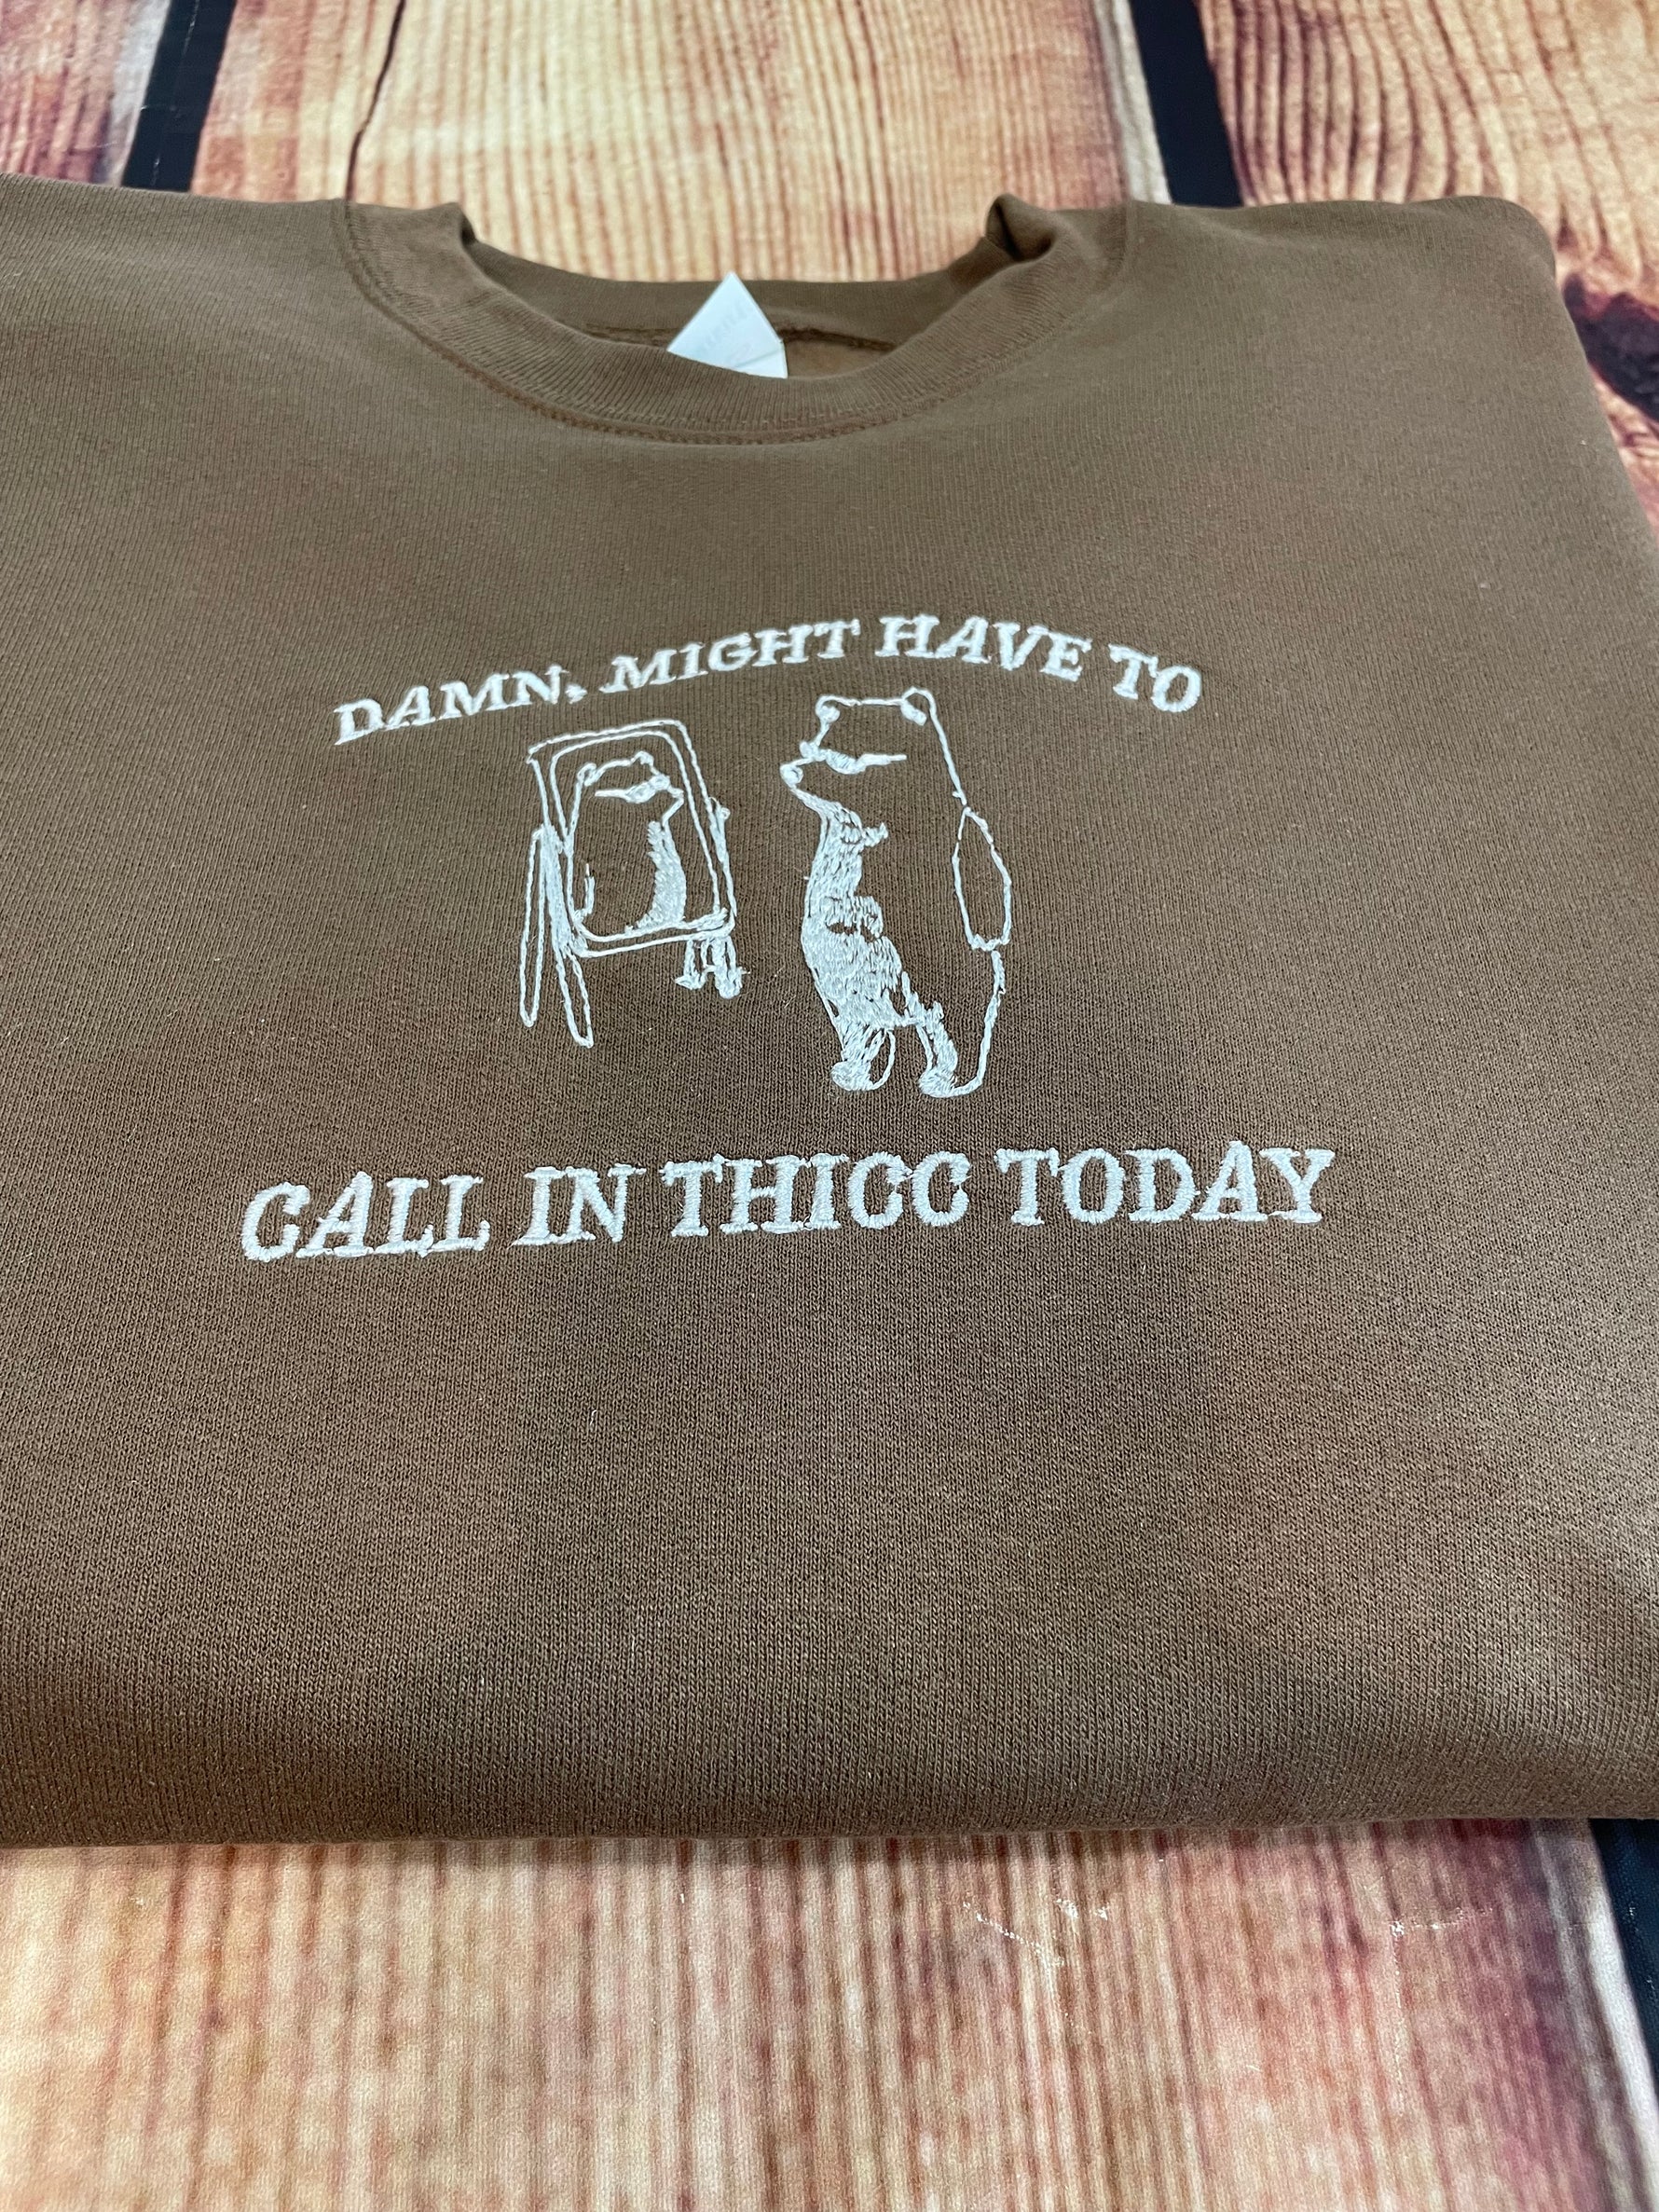 DAMN, MIGHT HAVE TO
CALL IN THICC TODAY